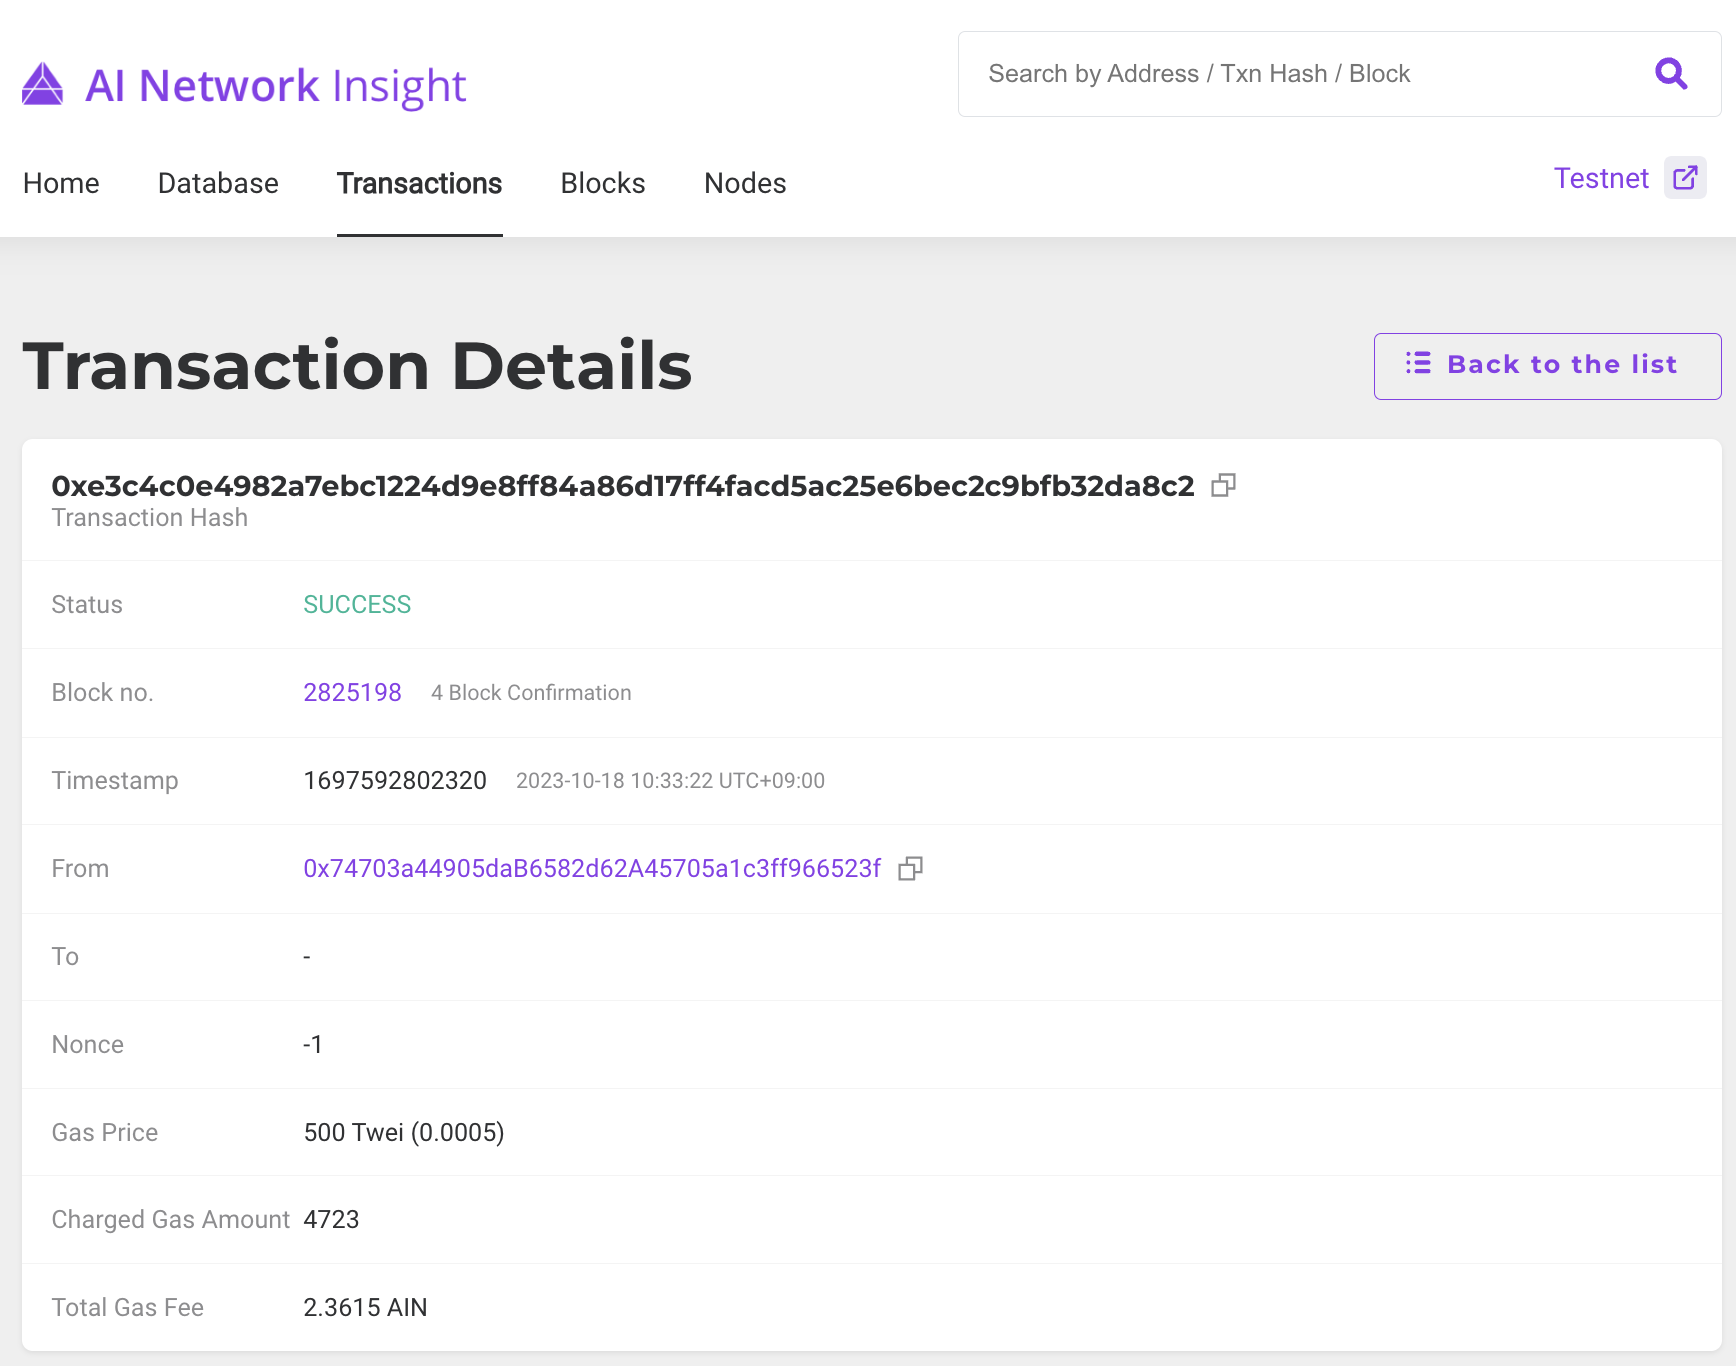 AI Network Insight
Search by Address / Txn Hash / Block
Home Database Transactions Blocks Nodes
Testnet
Transaction Details
Back to the list
0xe3c4c0e4982a7ebc1224d9e8ff84a86d17ff4facd5ac25e6bec2c9bfb32da8c2
Transaction Hash
Status SUCCESS
Block no. 2825198 4 Block Confirmation
Timestamp 1697592802320 2023-10-18 10:33:22 UTC+09:00
From 0x74703a44905daB6582d62A45705a1c3ff966523f
To -
Nonce -1
Gas Price 500 Twei (0.0005)
Charged Gas Amount 4723
Total Gas Fee 2.3615 AIN